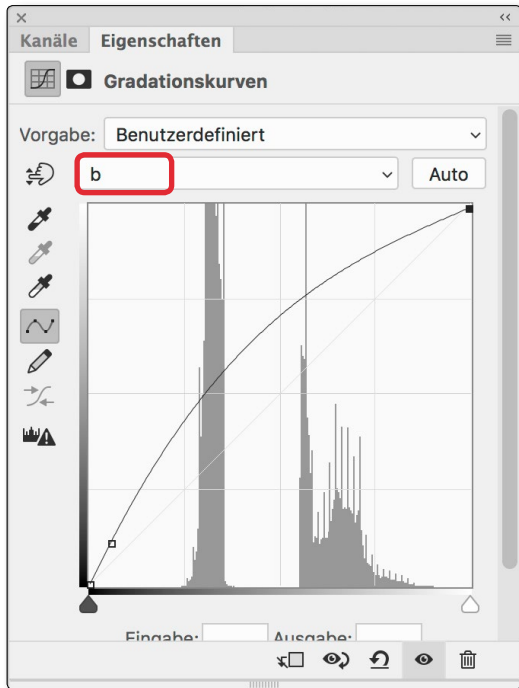 Kanäle Eigenschaften
Gradationskurven
Vorgabe: Benutzerdefiniert
b Auto
Eingabe: Ausgabe: